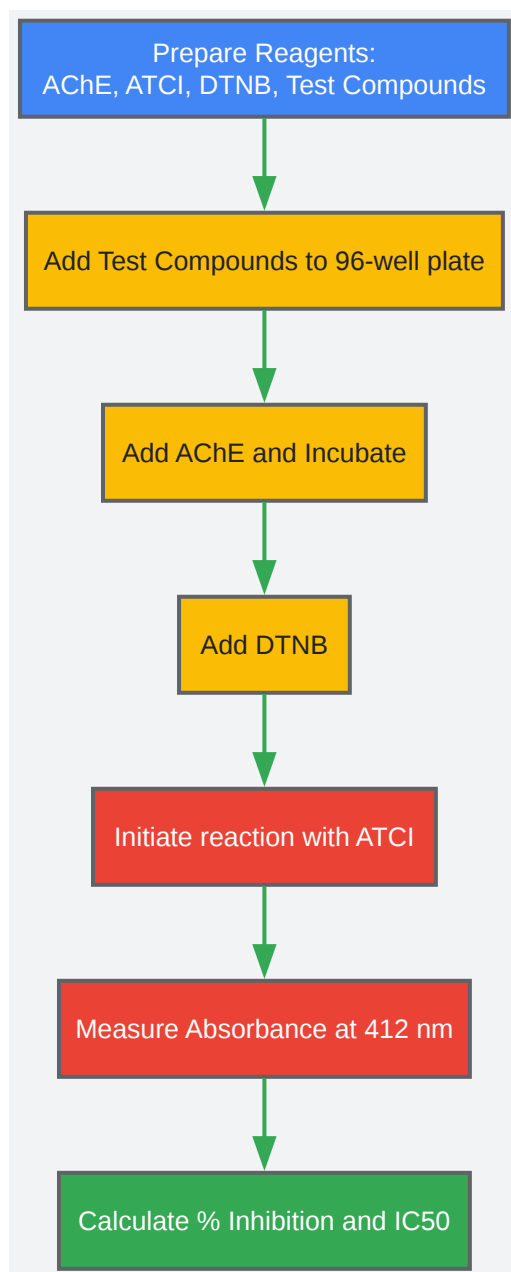 Prepare Reagents:
AChE, ATCI, DTNB, Test Compounds
Add Test Compounds to 96-well plate
Add AChE and Incubate
Add DTNB
Initiate reaction with ATCI
Measure Absorbance at 412 nm
Calculate % Inhibition and IC50